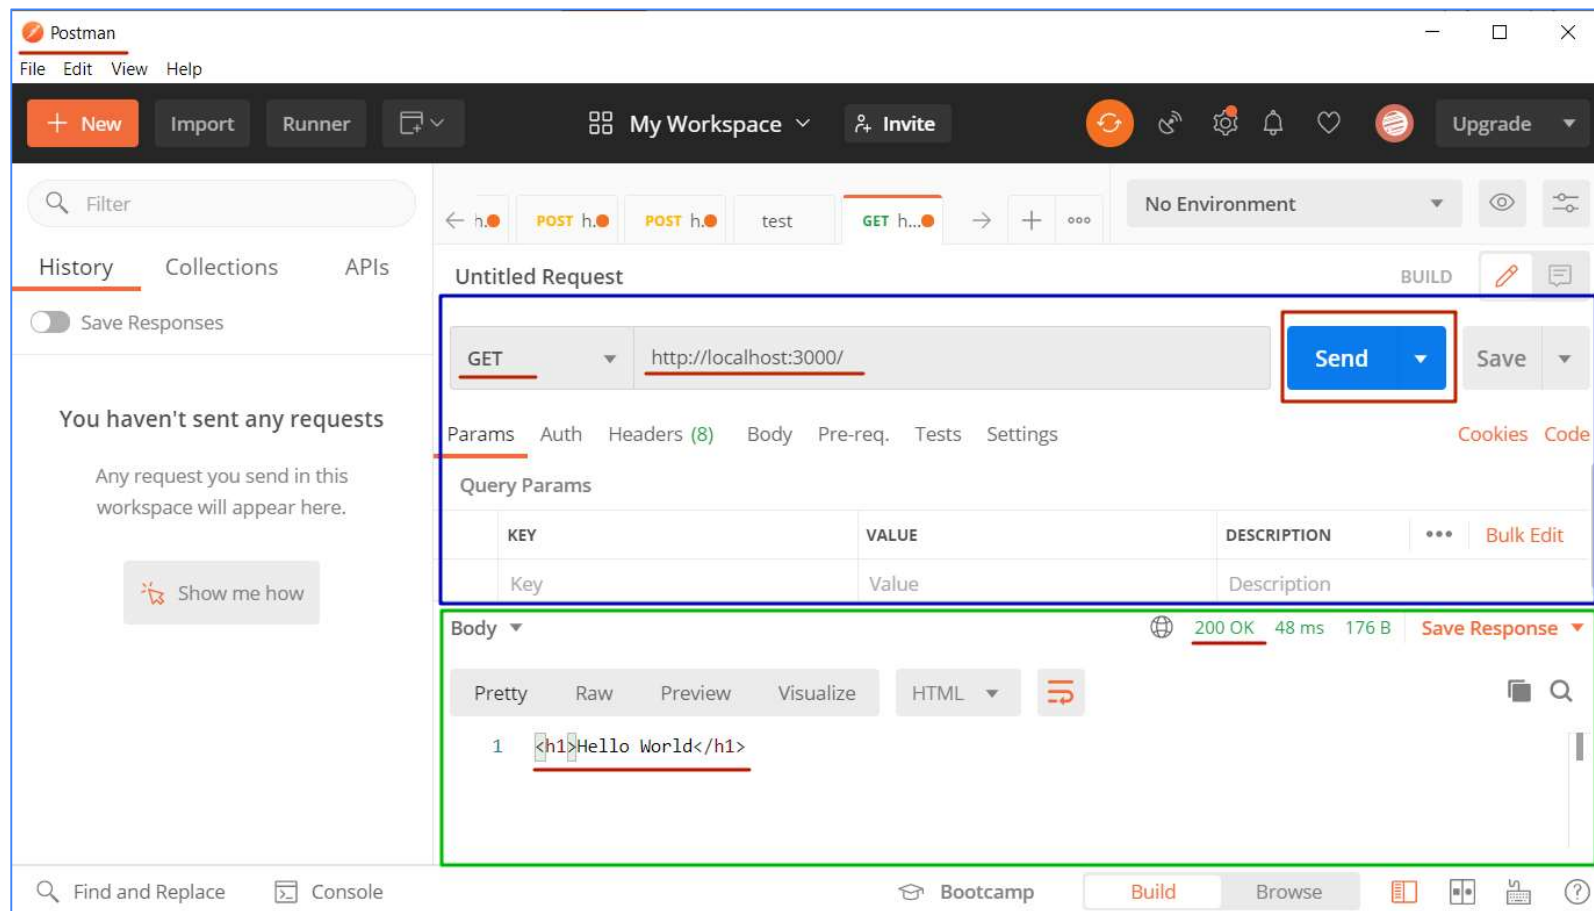 Postman
File Edit View Help
+ New Import Runner My Workspace Invite Upgrade
Filter
h. POST h. POST h. test GET h... No Environment
History Collections APIs
Untitled Request BUILD
Save Responses
GET http://localhost:3000/ Send Save
You haven't sent any requests
Any request you send in this
workspace will appear here.
Show me how
Params Auth Headers (8) Body Pre-req. Tests Settings Cookies Code
Query Params
KEY VALUE DESCRIPTION ••• Bulk Edit
Key Value Description
Body 200 OK 48 ms 176 B Save Response
Pretty Raw Preview Visualize HTML
1 <h1>Hello World</h1>
Find and Replace Console Bootcamp Build Browse